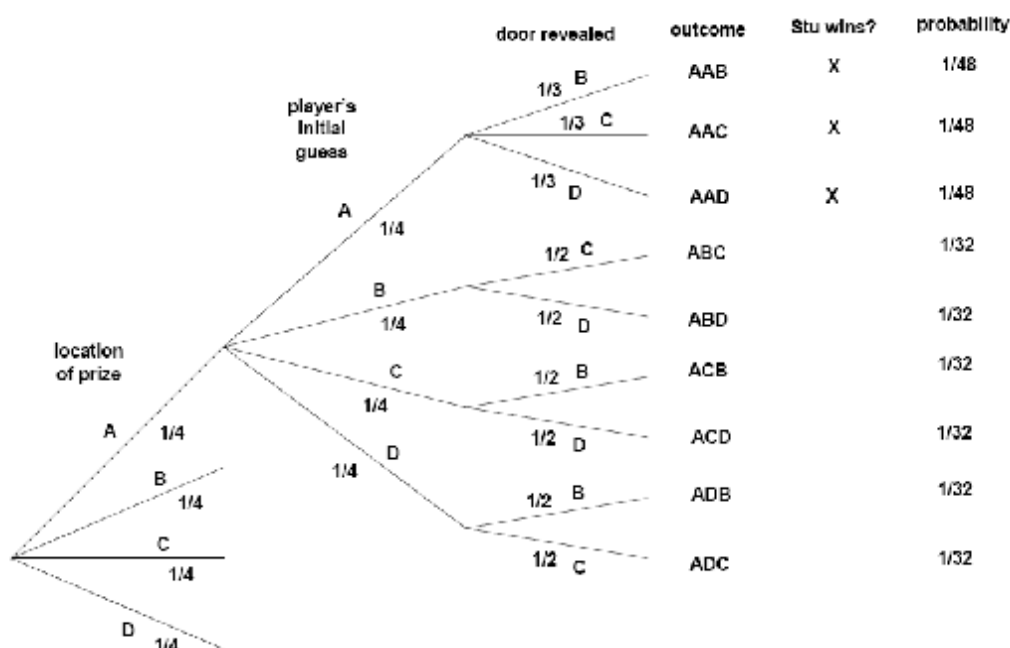 door revealed outcome Stu wins? probability
1/3 B AAB X 1/48
player's
initial
guess
1/3 C AAC X 1/48
1/3 D AAD X 1/48
A 1/4
1/2 C ABC 1/32
B 1/4
1/2 D ABD 1/32
location
of prize
C 1/4
1/2 B ACB 1/32
1/2 D ACD 1/32
A 1/4
D 1/4
1/2 B ADB 1/32
B 1/4
1/2 C ADC 1/32
C 1/4
D 1/4